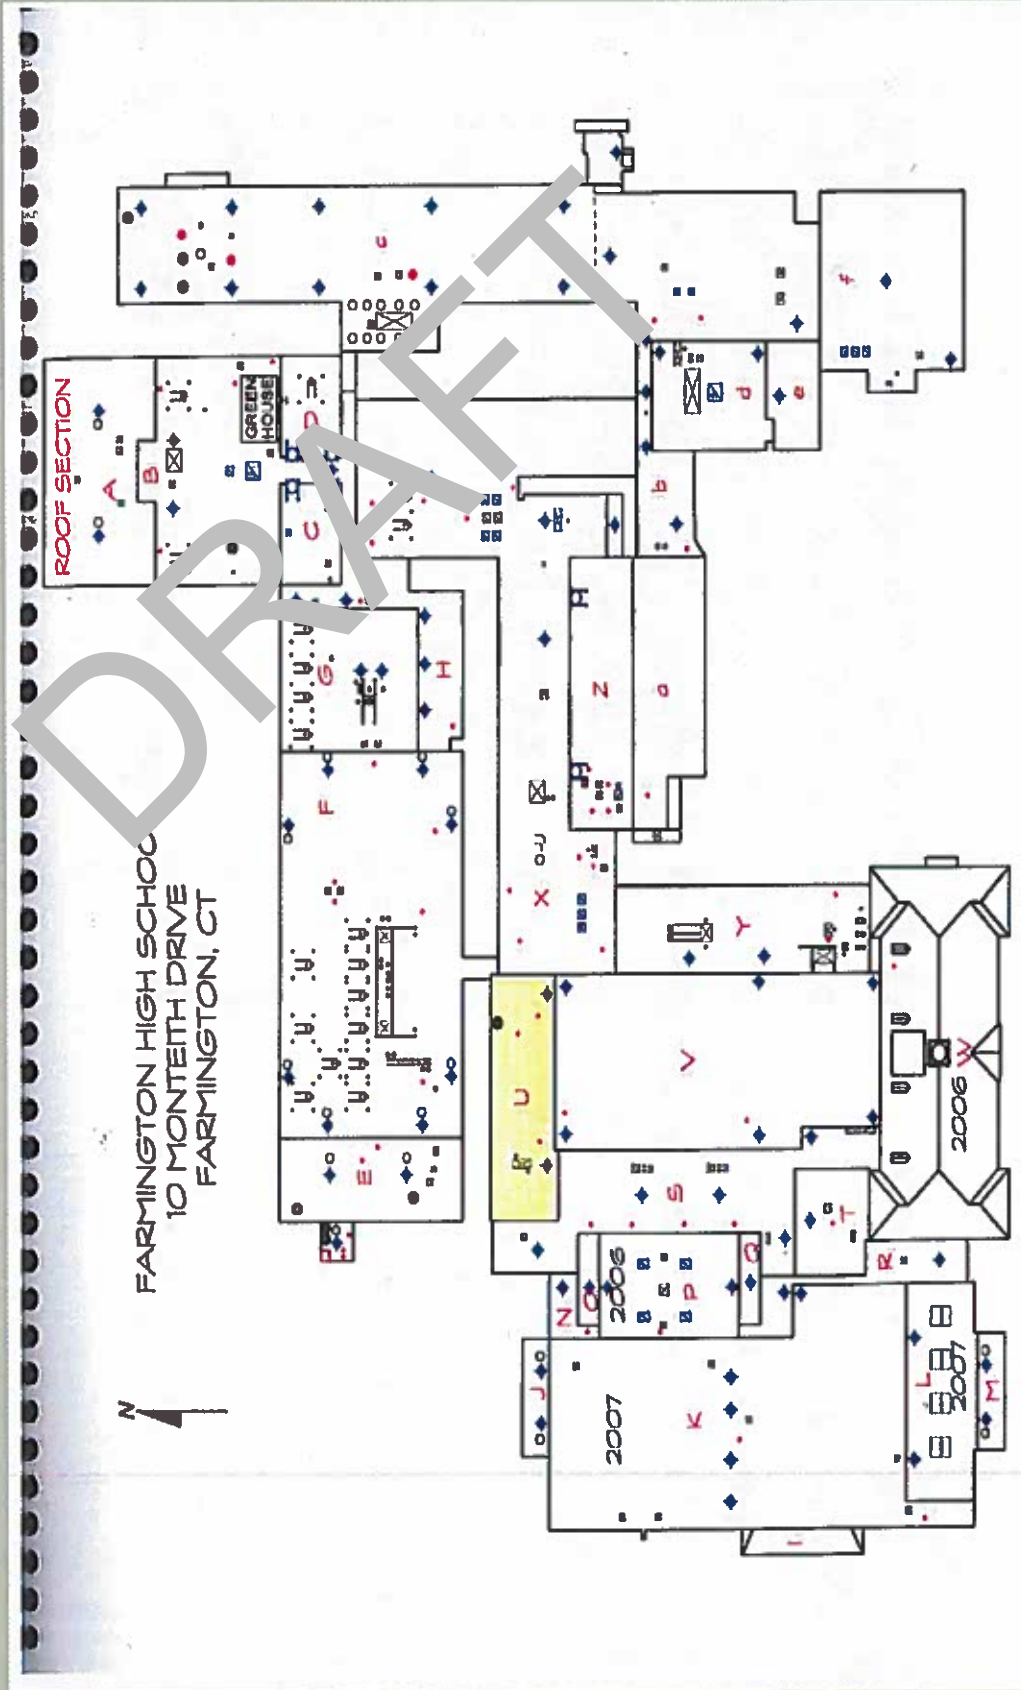 FARMINGTON HIGH SCHOO
10 MONTEITH DRIVE
FARMINGTON, CT
N
ROOF SECTION
DRAFT
A
B
GREEN
HOUSE
C
D
E
F
G
H
I
J
K
2007
L
2007
M
N
O
2006
P
Q
R
S
T
U
V
W
2006
X
Y
Z
a
b
c
d
e
f